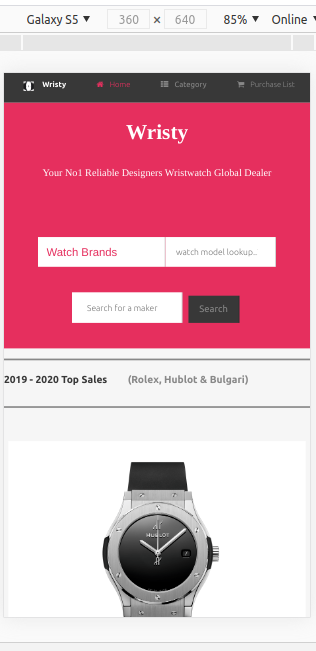 Galaxy S5 ▼ 360 × 640 85% ▼ Online ▼
Wristy Home Category Purchase List
Wristy
Your No1 Reliable Designers Wristwatch Global Dealer
Watch Brands watch model lookup..
Search for a maker Search
2019 - 2020 Top Sales (Rolex, Hublot & Bulgari)
HUBLOT